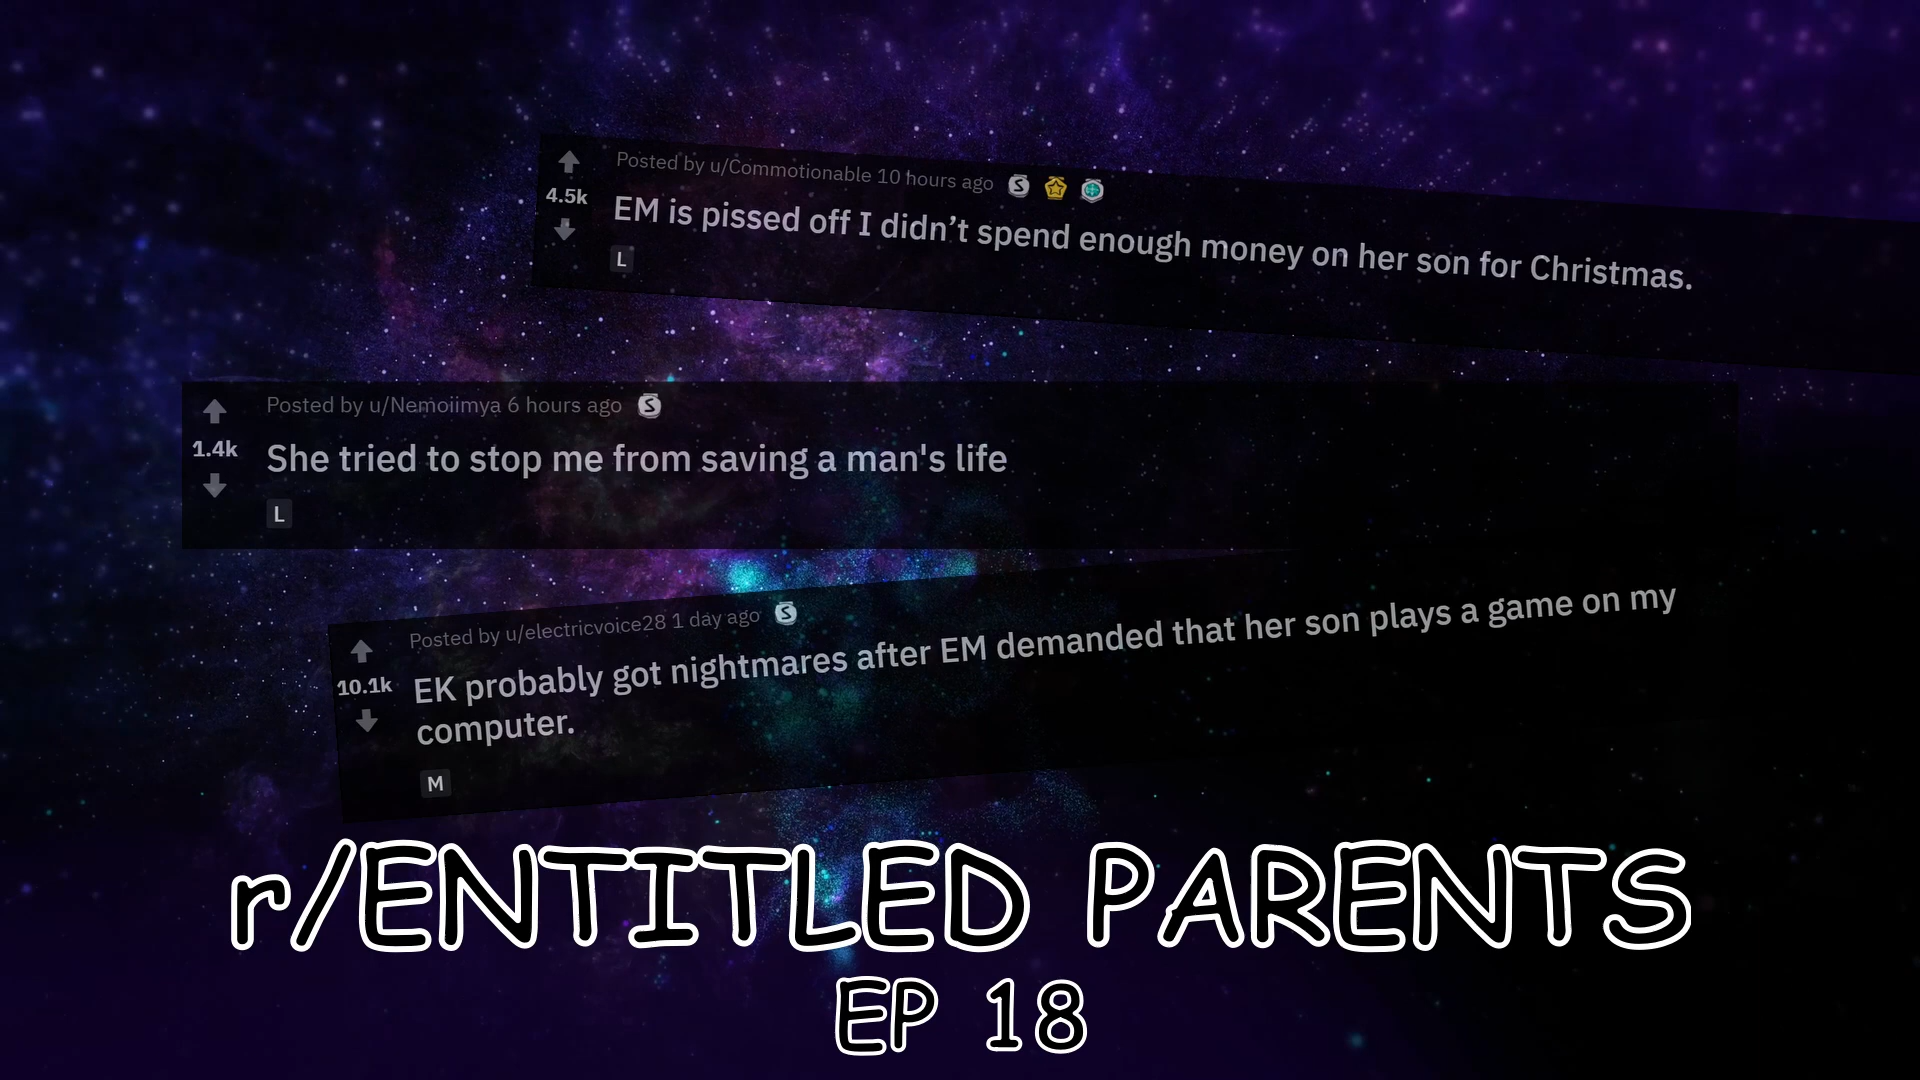 Posted by u/Commotionable 10 hours ago
4.5k
EM is pissed off I didn’t spend enough money on her son for Christmas.
L
Posted by u/Nemoiimya 6 hours ago
1.4k
She tried to stop me from saving a man's life
L
Posted by u/electricvoice28 1 day ago
10.1k
EK probably got nightmares after EM demanded that her son plays a game on my
computer.
M
r/ENTITLED PARENTS
EP 18